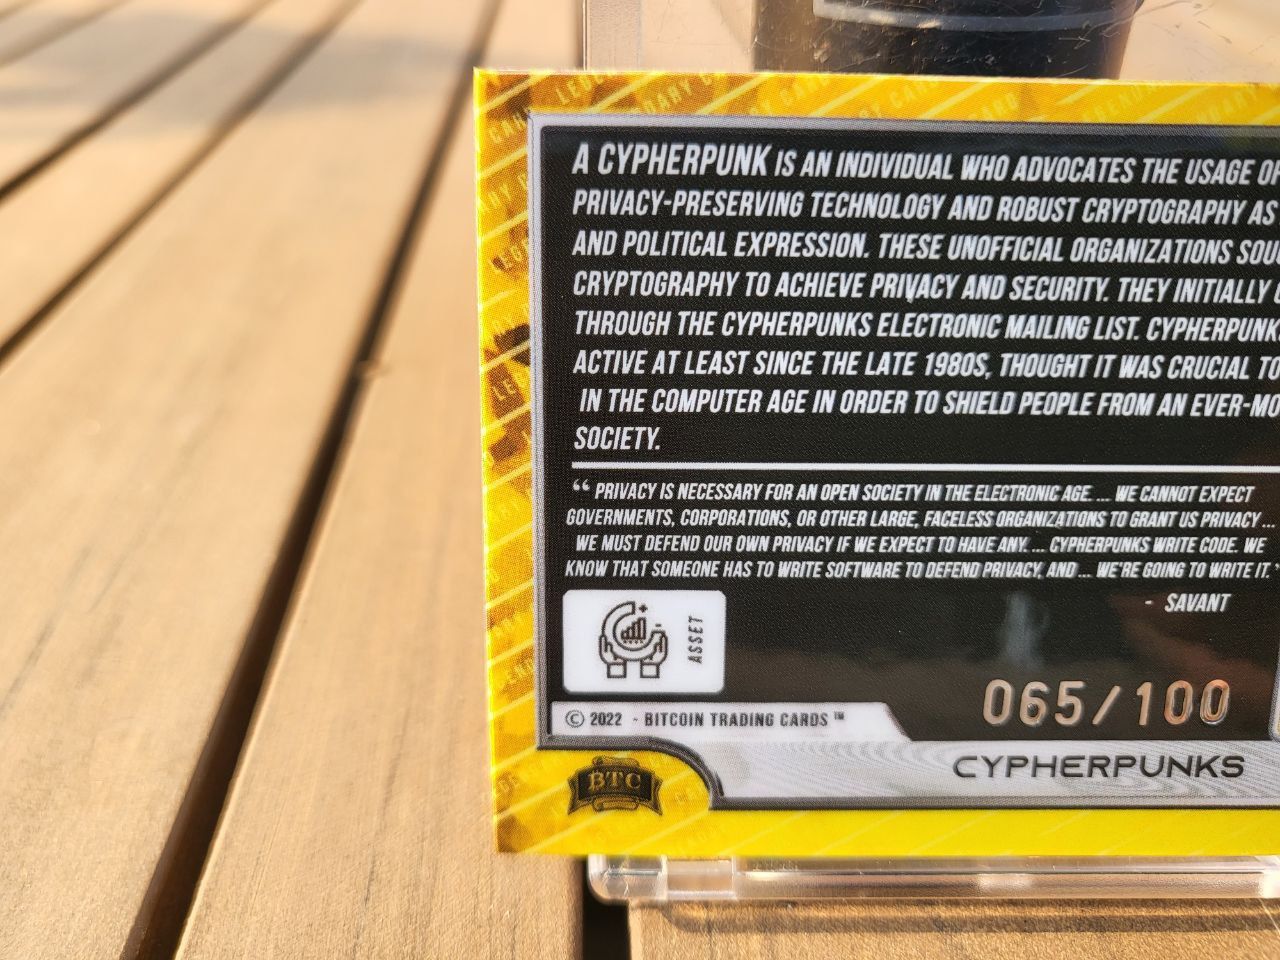 A CYPHERPUNK IS AN INDIVIDUAL WHO ADVOCATES THE USAGE OF
PRIVACY-PRESERVING TECHNOLOGY AND ROBUST CRYPTOGRAPHY AS
AND POLITICAL EXPRESSION. THESE UNOFFICIAL ORGANIZATIONS SOU
CRYPTOGRAPHY TO ACHIEVE PRIVACY AND SECURITY. THEY INITIALLY
THROUGH THE CYPHERPUNKS ELECTRONIC MAILING LIST. CYPHERPUNK
ACTIVE AT LEAST SINCE THE LATE 1980S, THOUGHT IT WAS CRUCIAL TO
IN THE COMPUTER AGE IN ORDER TO SHIELD PEOPLE FROM AN EVER-MO
SOCIETY.
“ PRIVACY IS NECESSARY FOR AN OPEN SOCIETY IN THE ELECTRONIC AGE. ... WE CANNOT EXPECT
GOVERNMENTS, CORPORATIONS, OR OTHER LARGE, FACELESS ORGANIZATIONS TO GRANT US PRIVACY ...
WE MUST DEFEND OUR OWN PRIVACY IF WE EXPECT TO HAVE ANY. ... CYPHERPUNKS WRITE CODE. WE
KNOW THAT SOMEONE HAS TO WRITE SOFTWARE TO DEFEND PRIVACY, AND ... WE'RE GOING TO WRITE IT.”
- SAVANT
ASSET
065/100
© 2022 - BITCOIN TRADING CARDS ™
CYPHERPUNKS
BTC